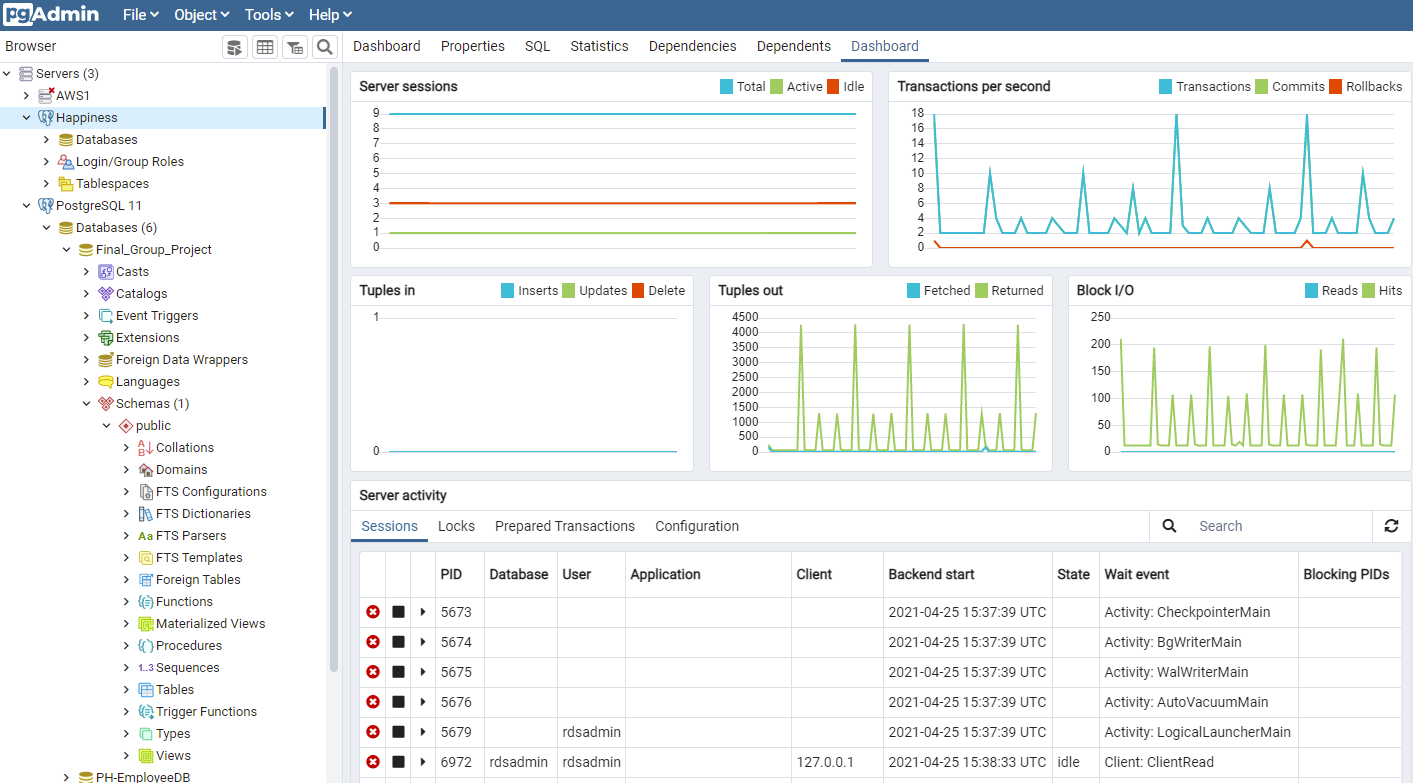 pgAdmin File Object Tools Help
Browser
Dashboard Properties SQL Statistics Dependencies Dependents Dashboard
Servers (3)
AWS1
Happiness
Databases
Login/Group Roles
Tablespaces
PostgreSQL 11
Databases (6)
Final_Group_Project
Casts
Catalogs
Event Triggers
Extensions
Foreign Data Wrappers
Languages
Schemas (1)
public
Collations
Domains
FTS Configurations
FTS Dictionaries
Aa FTS Parsers
FTS Templates
Foreign Tables
Functions
Materialized Views
Procedures
1..3 Sequences
Tables
Trigger Functions
Types
Views
PH-EmployeeDB
Server sessions Total Active Idle
9
8
7
6
5
4
3
2
1
0
Transactions per second Transactions Commits Rollbacks
18
16
14
12
10
8
6
4
2
0
Tuples in Inserts Updates Delete
1
0
Tuples out Fetched Returned
4500
4000
3500
3000
2500
2000
1500
1000
500
0
Block I/O Reads Hits
250
200
150
100
50
0
Server activity
Sessions Locks Prepared Transactions Configuration Search
PID Database User Application Client Backend start State Wait event Blocking PIDs
5673 2021-04-25 15:37:39 UTC Activity: CheckpointerMain
5674 2021-04-25 15:37:39 UTC Activity: BgWriterMain
5675 2021-04-25 15:37:39 UTC Activity: WalWriterMain
5676 2021-04-25 15:37:39 UTC Activity: AutoVacuumMain
5679 rdsadmin 2021-04-25 15:37:39 UTC Activity: LogicalLauncherMain
6972 rdsadmin rdsadmin 127.0.0.1 2021-04-25 15:38:33 UTC idle Client: ClientRead